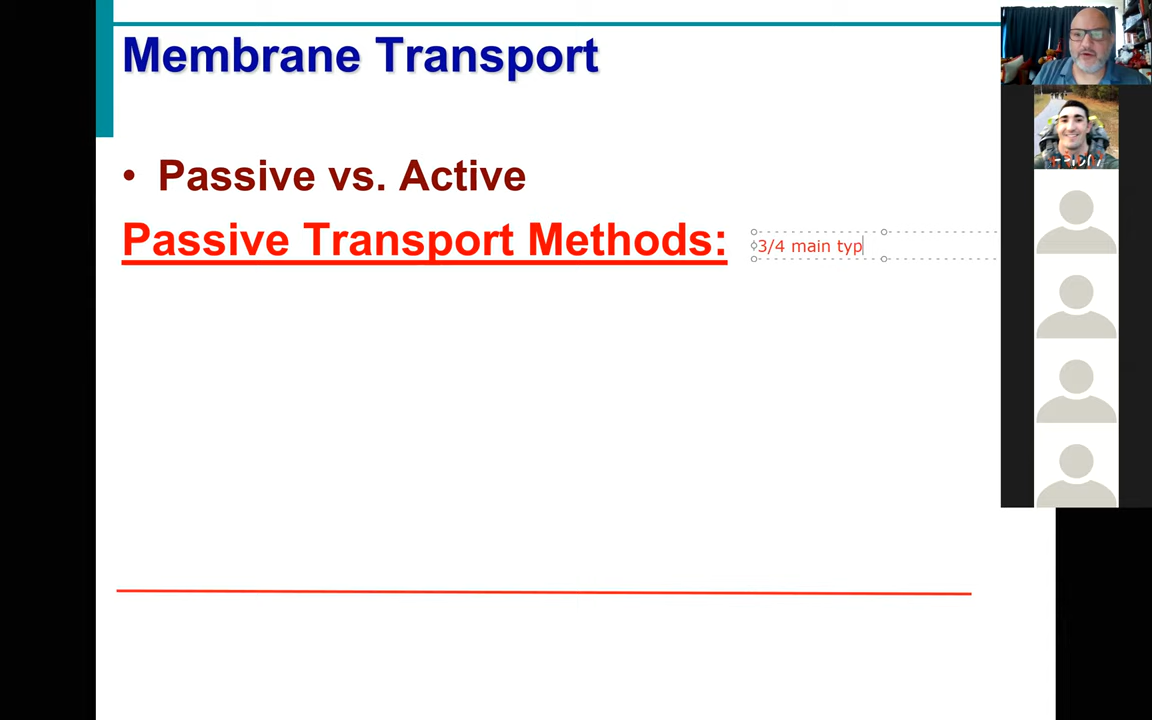 Membrane Transport
• Passive vs. Active
Passive Transport Methods:
3/4 main typ